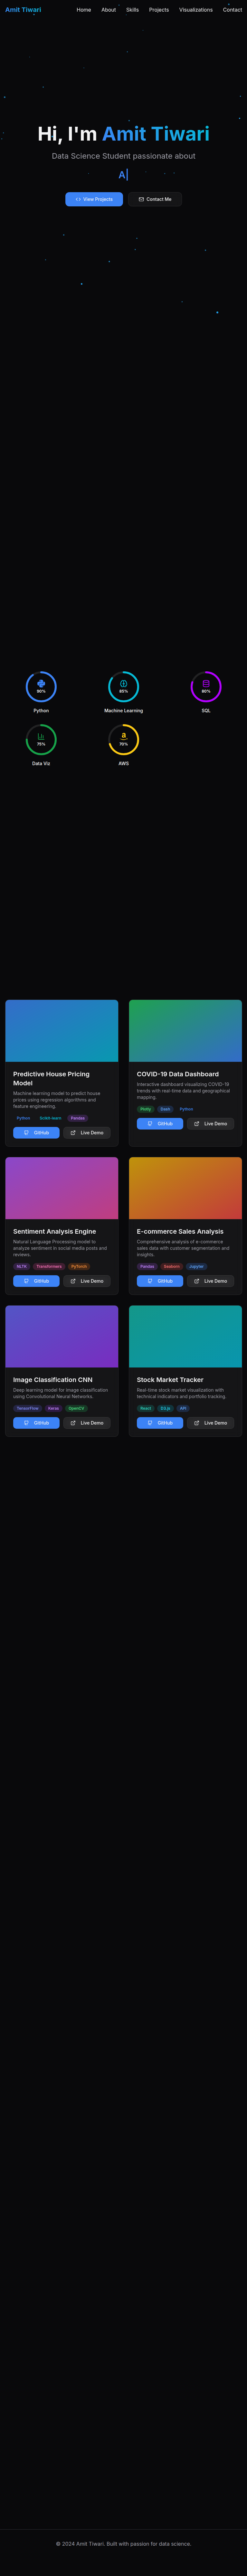 Amit Tiwari
Home About Skills Projects Visualizations Contact
Hi, I'm Amit Tiwari
Data Science Student passionate about
A
View Projects Contact Me
90% 85% 80%
Python Machine Learning SQL
75% 70%
Data Viz AWS
Predictive House Pricing
Model
Machine learning model to predict house
prices using regression algorithms and
feature engineering.
Python Scikit-learn Pandas
GitHub Live Demo
COVID-19 Data Dashboard
Interactive dashboard visualizing COVID-19
trends with real-time data and geographical
mapping.
Plotly Dash Python
GitHub Live Demo
Sentiment Analysis Engine
Natural Language Processing model to
analyze sentiment in social media posts and
reviews.
NLTK Transformers PyTorch
GitHub Live Demo
E-commerce Sales Analysis
Comprehensive analysis of e-commerce
sales data with customer segmentation and
insights.
Pandas Seaborn Jupyter
GitHub Live Demo
Image Classification CNN
Deep learning model for image classification
using Convolutional Neural Networks.
TensorFlow Keras OpenCV
GitHub Live Demo
Stock Market Tracker
Real-time stock market visualization with
technical indicators and portfolio tracking.
React D3.js API
GitHub Live Demo
© 2024 Amit Tiwari. Built with passion for data science.